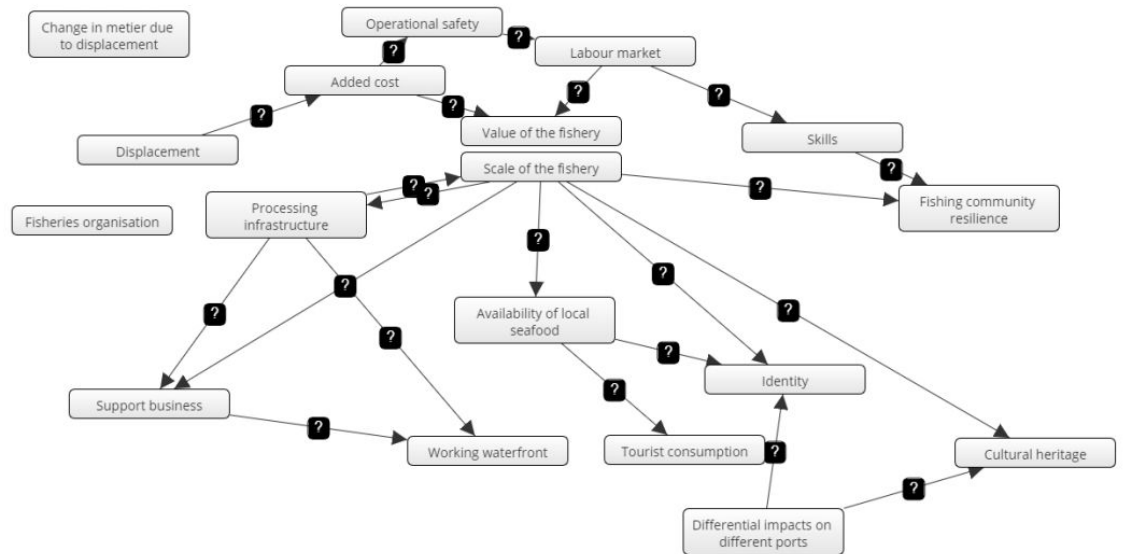 Change in metier due
to displacement
Operational safety
?
Labour market
?
Added cost
?
?
?
?
Value of the fishery
Displacement
Skills
Scale of the fishery
?
?
?
?
Processing
infrastructure
Fishing community
resilience
Fisheries organisation
?
?
?
Availability of local
seafood
?
?
?
?
Identity
?
Support business
?
Working waterfront
Tourist consumption
?
Cultural heritage
?
Differential impacts on
different ports